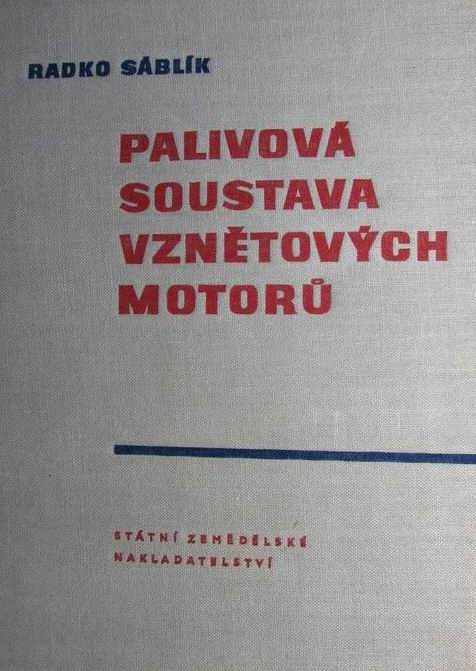 RADKO SÁBLÍK
PALIVOVÁ
SOUSTAVA
VZNĚTOVÝCH
MOTORŮ
STÁTNÍ ZEMĚDĚLSKÉ
NAKLADATELSTVÍ